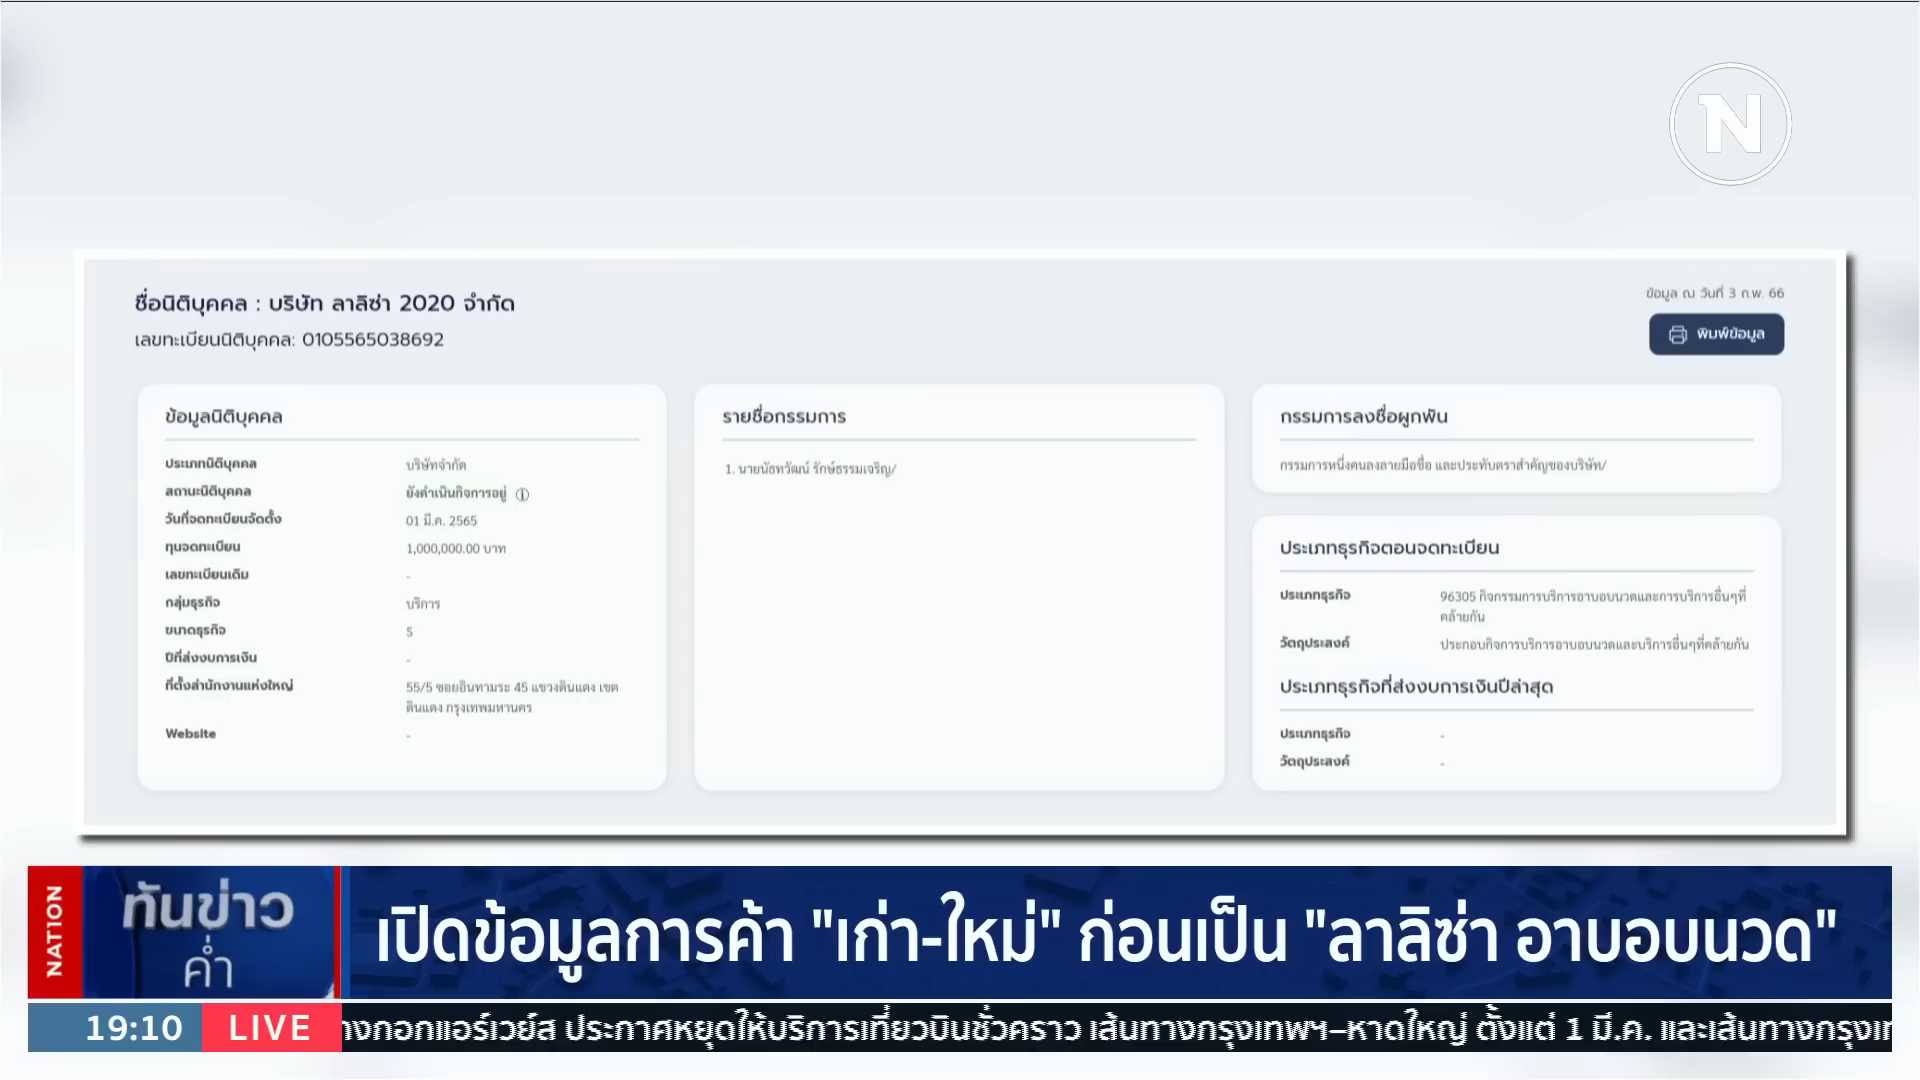 N
ชื่อนิติบุคคล : บริษัท ลาลิซ่า 2020 จำกัด
เลขทะเบียนนิติบุคคล: 0105565038692
ข้อมูล ณ วันที่ 3 ก.พ. 66
พิมพ์ข้อมูล
ข้อมูลนิติบุคคล
ประเภทนิติบุคคล บริษัทจำกัด
สถานะนิติบุคคล ยังดำเนินกิจการอยู่
วันที่จดทะเบียนจัดตั้ง 01 มี.ค. 2565
ทุนจดทะเบียน 1,000,000.00 บาท
เลขทะเบียนเดิม -
กลุ่มธุรกิจ บริการ
ขนาดธุรกิจ S
ปีที่ส่งงบการเงิน -
ที่ตั้งสำนักงานแห่งใหญ่ 55/5 ซอยอินทามระ 45 แขวงดินแดง เขต
ดินแดง กรุงเทพมหานคร
Website -
รายชื่อกรรมการ
1. นายนัธทวัฒน์ รักษ์ธรรมเจริญ/
กรรมการลงชื่อผูกพัน
กรรมการหนึ่งคนลงลายมือชื่อ และประทับตราสำคัญของบริษัท/
ประเภทธุรกิจตอนจดทะเบียน
ประเภทธุรกิจ 96305 กิจกรรมการบริการอาบอบนวดและการบริการอื่นๆที่
คล้ายกัน
วัตถุประสงค์ ประกอบกิจการบริการอาบอบนวดและบริการอื่นๆที่คล้ายกัน
ประเภทธุรกิจที่ส่งงบการเงินปีล่าสุด
ประเภทธุรกิจ -
วัตถุประสงค์ -
NATION
ทันข่าว
ค่ำ
เปิดข้อมูลการค้า "เก่า-ใหม่" ก่อนเป็น "ลาลิซ่า อาบอบนวด"
19:10 LIVE
างกอกแอร์เวย์ส ประกาศหยุดให้บริการเที่ยวบินชั่วคราว เส้นทางกรุงเทพฯ–หาดใหญ่ ตั้งแต่ 1 มี.ค. และเส้นทางกรุงเท